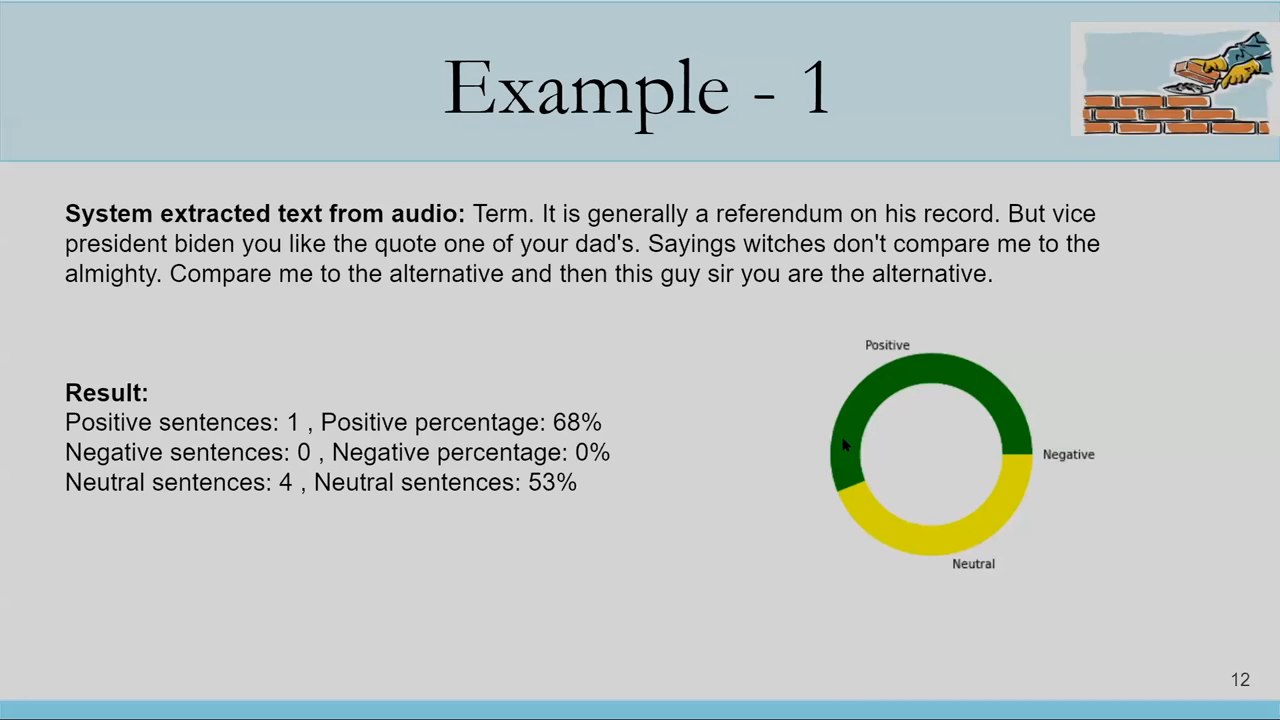 Example - 1
System extracted text from audio: Term. It is generally a referendum on his record. But vice
president biden you like the quote one of your dad's. Sayings witches don't compare me to the
almighty. Compare me to the alternative and then this guy sir you are the alternative.
Result:
Positive sentences: 1 , Positive percentage: 68%
Negative sentences: 0 , Negative percentage: 0%
Neutral sentences: 4 , Neutral sentences: 53%
Positive
Negative
Neutral
12